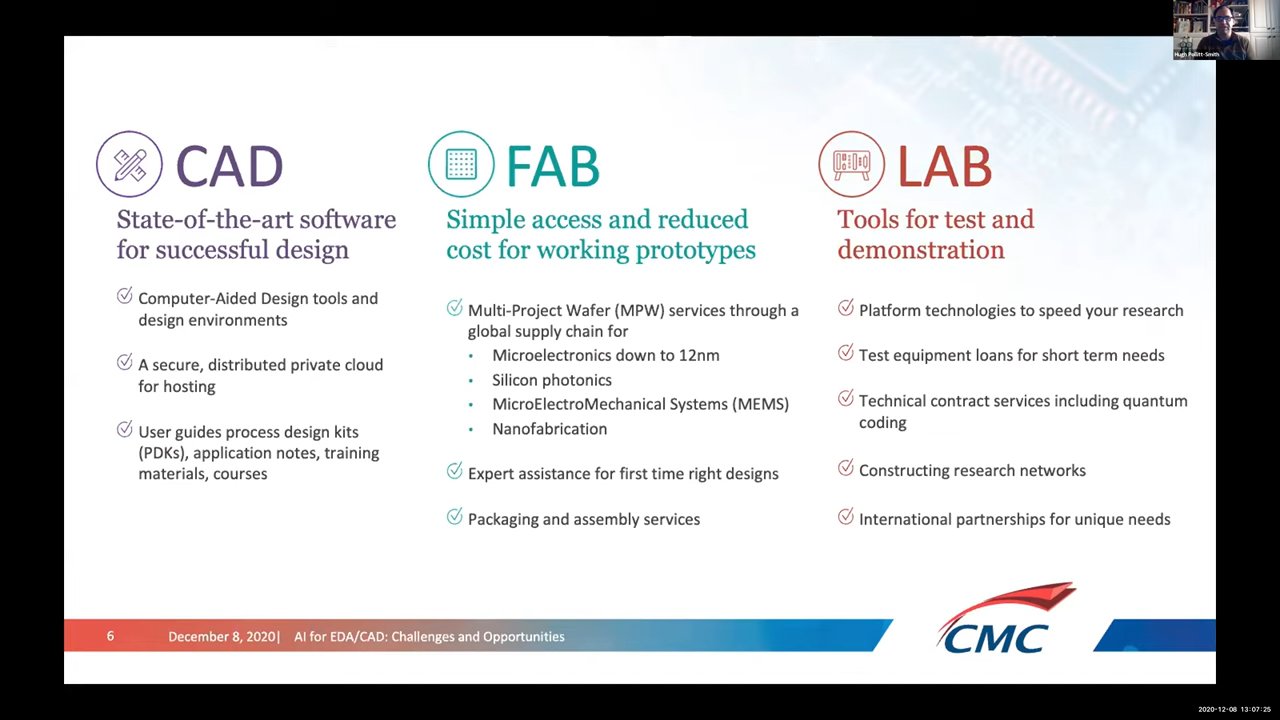 Hugh Pollitt-Smith
CAD
State-of-the-art software
for successful design
Computer-Aided Design tools and
design environments
A secure, distributed private cloud
for hosting
User guides process design kits
(PDKs), application notes, training
materials, courses
FAB
Simple access and reduced
cost for working prototypes
Multi-Project Wafer (MPW) services through a
global supply chain for
• Microelectronics down to 12nm
• Silicon photonics
• MicroElectroMechanical Systems (MEMS)
• Nanofabrication
Expert assistance for first time right designs
Packaging and assembly services
LAB
Tools for test and
demonstration
Platform technologies to speed your research
Test equipment loans for short term needs
Technical contract services including quantum
coding
Constructing research networks
International partnerships for unique needs
6 December 8, 2020| AI for EDA/CAD: Challenges and Opportunities
CMC
2020-12-08 13:07:25